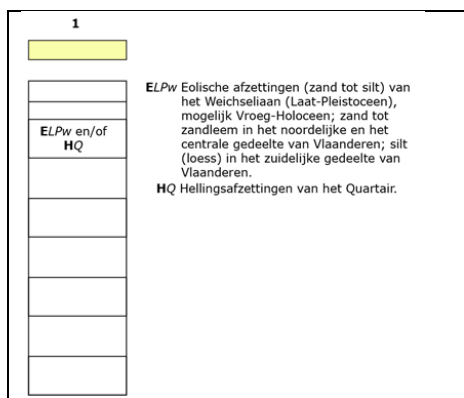 1
ELPw en/of
HQ
ELPw Eolische afzettingen (zand tot silt) van
het Weichseliaan (Laat-Pleistoceen),
mogelijk Vroeg-Holoceen; zand tot
zandleem in het noordelijke en het
centrale gedeelte van Vlaanderen; silt
(loess) in het zuidelijke gedeelte van
Vlaanderen.
HQ Hellingsafzettingen van het Quartair.